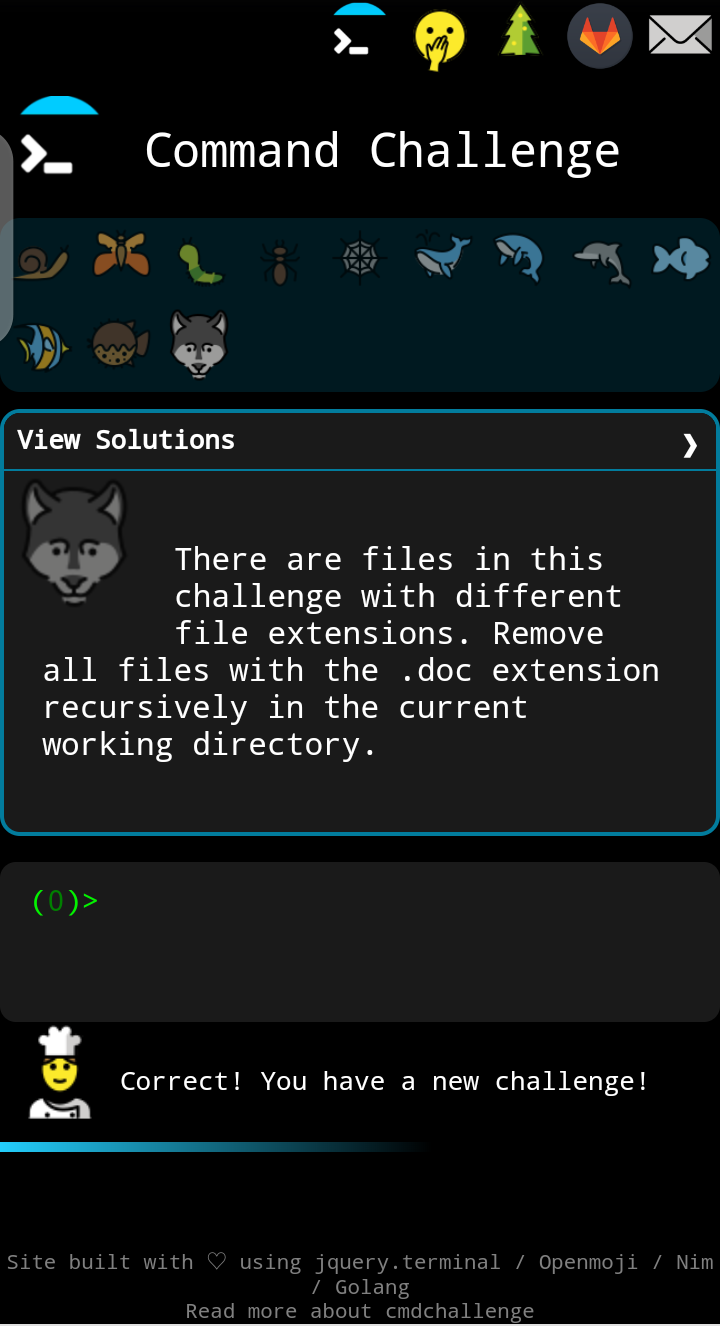 Command Challenge
View Solutions
There are files in this
challenge with different
file extensions. Remove
all files with the .doc extension
recursively in the current
working directory.
(0)>
Correct! You have a new challenge!
Site built with ♡ using jquery.terminal / Openmoji / Nim
/ Golang
Read more about cmdchallenge